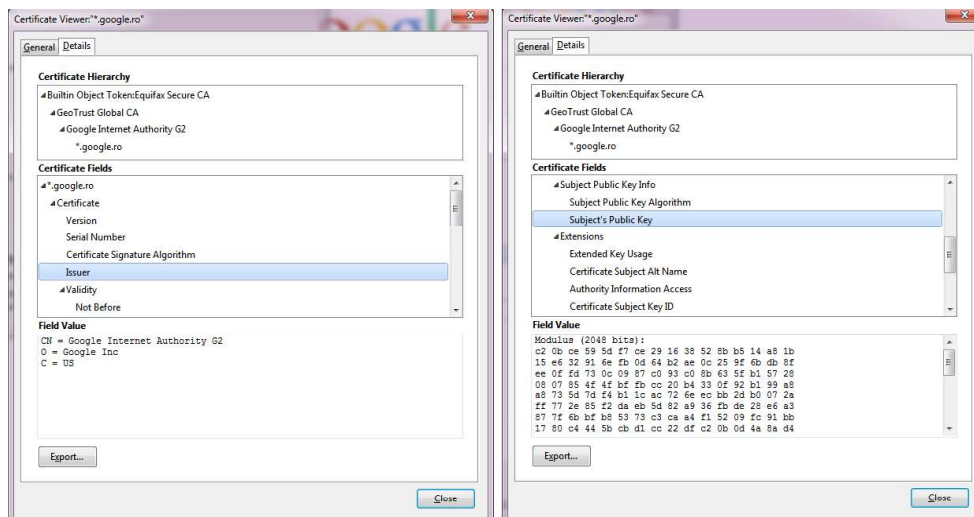 Certificate Viewer:"*.google.ro"
General Details
Certificate Hierarchy
Builtin Object Token:Equifax Secure CA
GeoTrust Global CA
Google Internet Authority G2
*.google.ro
Certificate Fields
*.google.ro
Certificate
Version
Serial Number
Certificate Signature Algorithm
Issuer
Validity
Not Before
Field Value
CN = Google Internet Authority G2
O = Google Inc
C = US
Export...
Close
Certificate Viewer:"*.google.ro"
General Details
Certificate Hierarchy
Builtin Object Token:Equifax Secure CA
GeoTrust Global CA
Google Internet Authority G2
*.google.ro
Certificate Fields
Subject Public Key Info
Subject Public Key Algorithm
Subject's Public Key
Extensions
Extended Key Usage
Certificate Subject Alt Name
Authority Information Access
Certificate Subject Key ID
Field Value
Modulus (2048 bits):
c2 0b ce 59 5d f7 ce 29 16 38 52 8b b5 14 a8 1b
15 e6 32 91 6e fb 0d 64 b2 ae 0c 25 9f 6b db 8f
ee 0f fd 73 0c 09 87 c0 93 c0 8b 63 5f b1 57 28
08 07 85 4f 4f bf fb cc 20 b4 33 0f 92 b1 99 a8
a8 73 5d 7d f4 b1 1c ac 72 6e ec bb 2d b0 07 2a
ff 77 2e 85 f2 da eb 5d 82 a9 36 fb de 28 e6 a3
87 7f 6b bf b8 53 73 c3 ca a4 f1 52 09 fc 91 bb
17 80 c4 44 5b cb d1 cc 22 df c2 0b 0d 4a 8a d4
Export...
Close